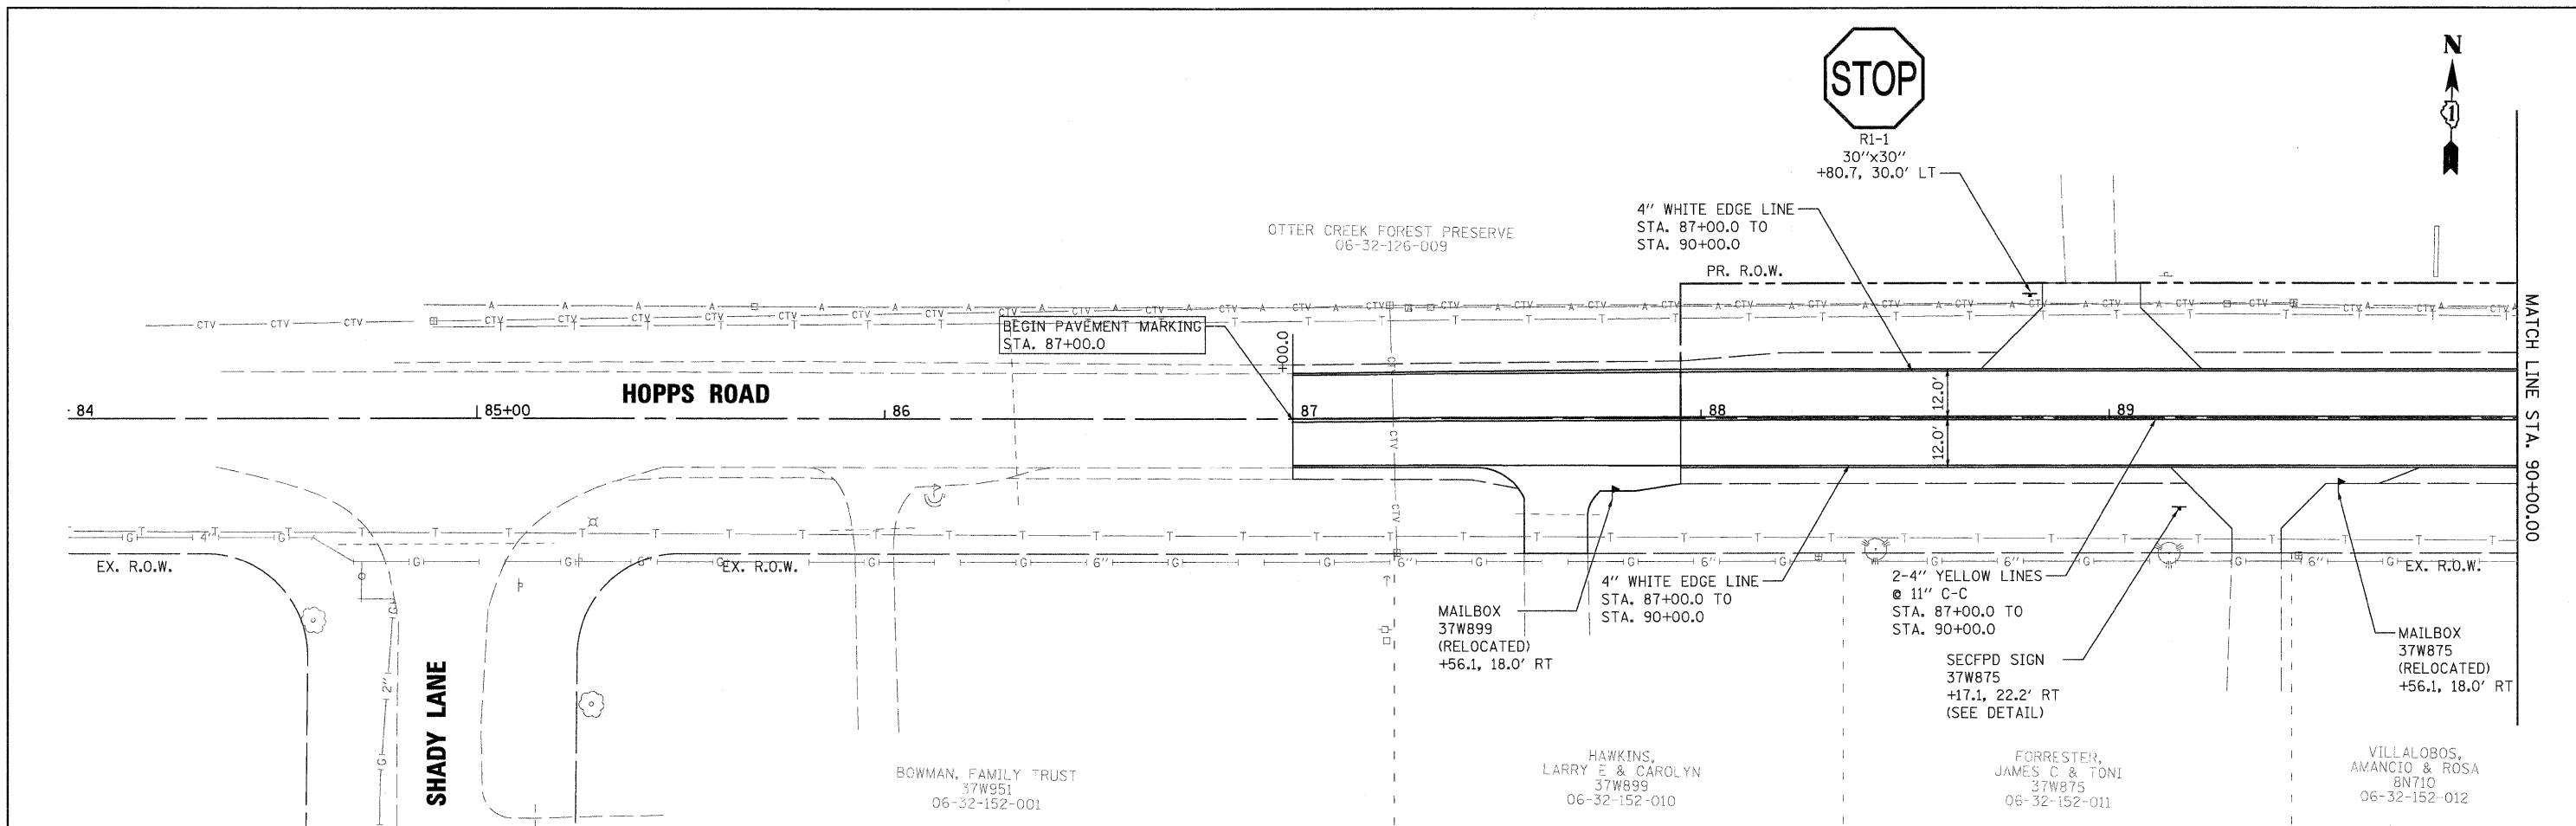 N
1
STOP
R1-1
30"x30"
+80.7, 30.0' LT
4" WHITE EDGE LINE
STA. 87+00.0 TO
STA. 90+00.0
OTTER CREEK FOREST PRESERVE
06-32-126-009
PR. R.O.W.
BEGIN PAVEMENT MARKING
STA. 87+00.0
+00.0
MATCH LINE STA. 90+00.00
HOPPS ROAD
84
85+00
86
87
88
89
12.0'
12.0'
EX. R.O.W.
EX. R.O.W.
EX. R.O.W.
SHADY LANE
MAILBOX
37W899
(RELOCATED)
+56.1, 18.0' RT
4" WHITE EDGE LINE
STA. 87+00.0 TO
STA. 90+00.0
2-4" YELLOW LINES
@ 11" C-C
STA. 87+00.0 TO
STA. 90+00.0
SECFPD SIGN
37W875
+17.1, 22.2' RT
(SEE DETAIL)
MAILBOX
37W875
(RELOCATED)
+56.1, 18.0' RT
BOWMAN, FAMILY TRUST
37W951
06-32-152-001
HAWKINS,
LARRY E & CAROLYN
37W899
06-32-152-010
FORRESTER,
JAMES C & TONI
37W875
06-32-152-011
VILLALOBOS,
AMANCIO & ROSA
8N710
06-32-152-012